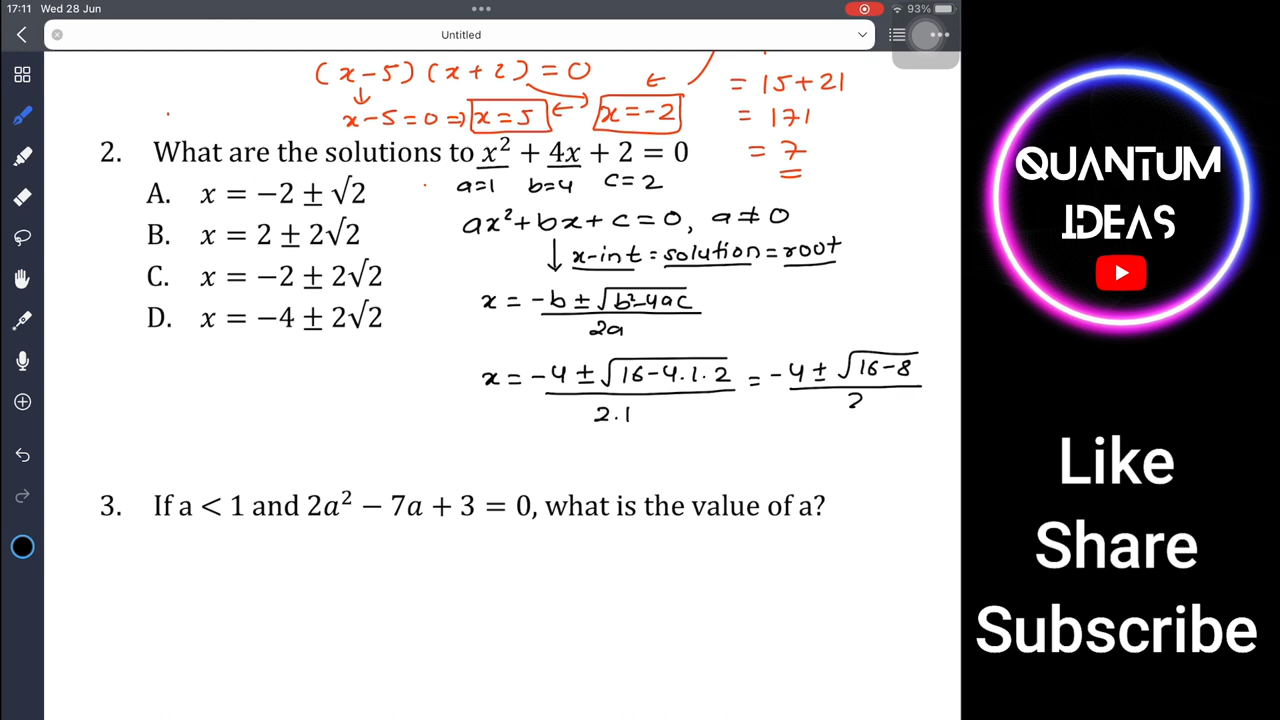 17:11 Wed 28 Jun
93%
Untitled
(x-5)(x+2)=0
x-5=0 ⇒ x=5
x=-2
= 15+21
= 171
= 7
2. What are the solutions to x² + 4x + 2 = 0
a=1 b=4 c=2
A. x = −2 ± √2
B. x = 2 ± 2√2
C. x = −2 ± 2√2
D. x = −4 ± 2√2
ax²+bx+c=0, a≠0
x-int = solution = root
x = -b ± √b²-4ac / 2a
x = -4 ± √16-4.1.2 / 2.1 = -4 ± √16-8 / 2
3. If a < 1 and 2a² − 7a + 3 = 0, what is the value of a?
QUANTUM
IDEAS
Like
Share
Subscribe